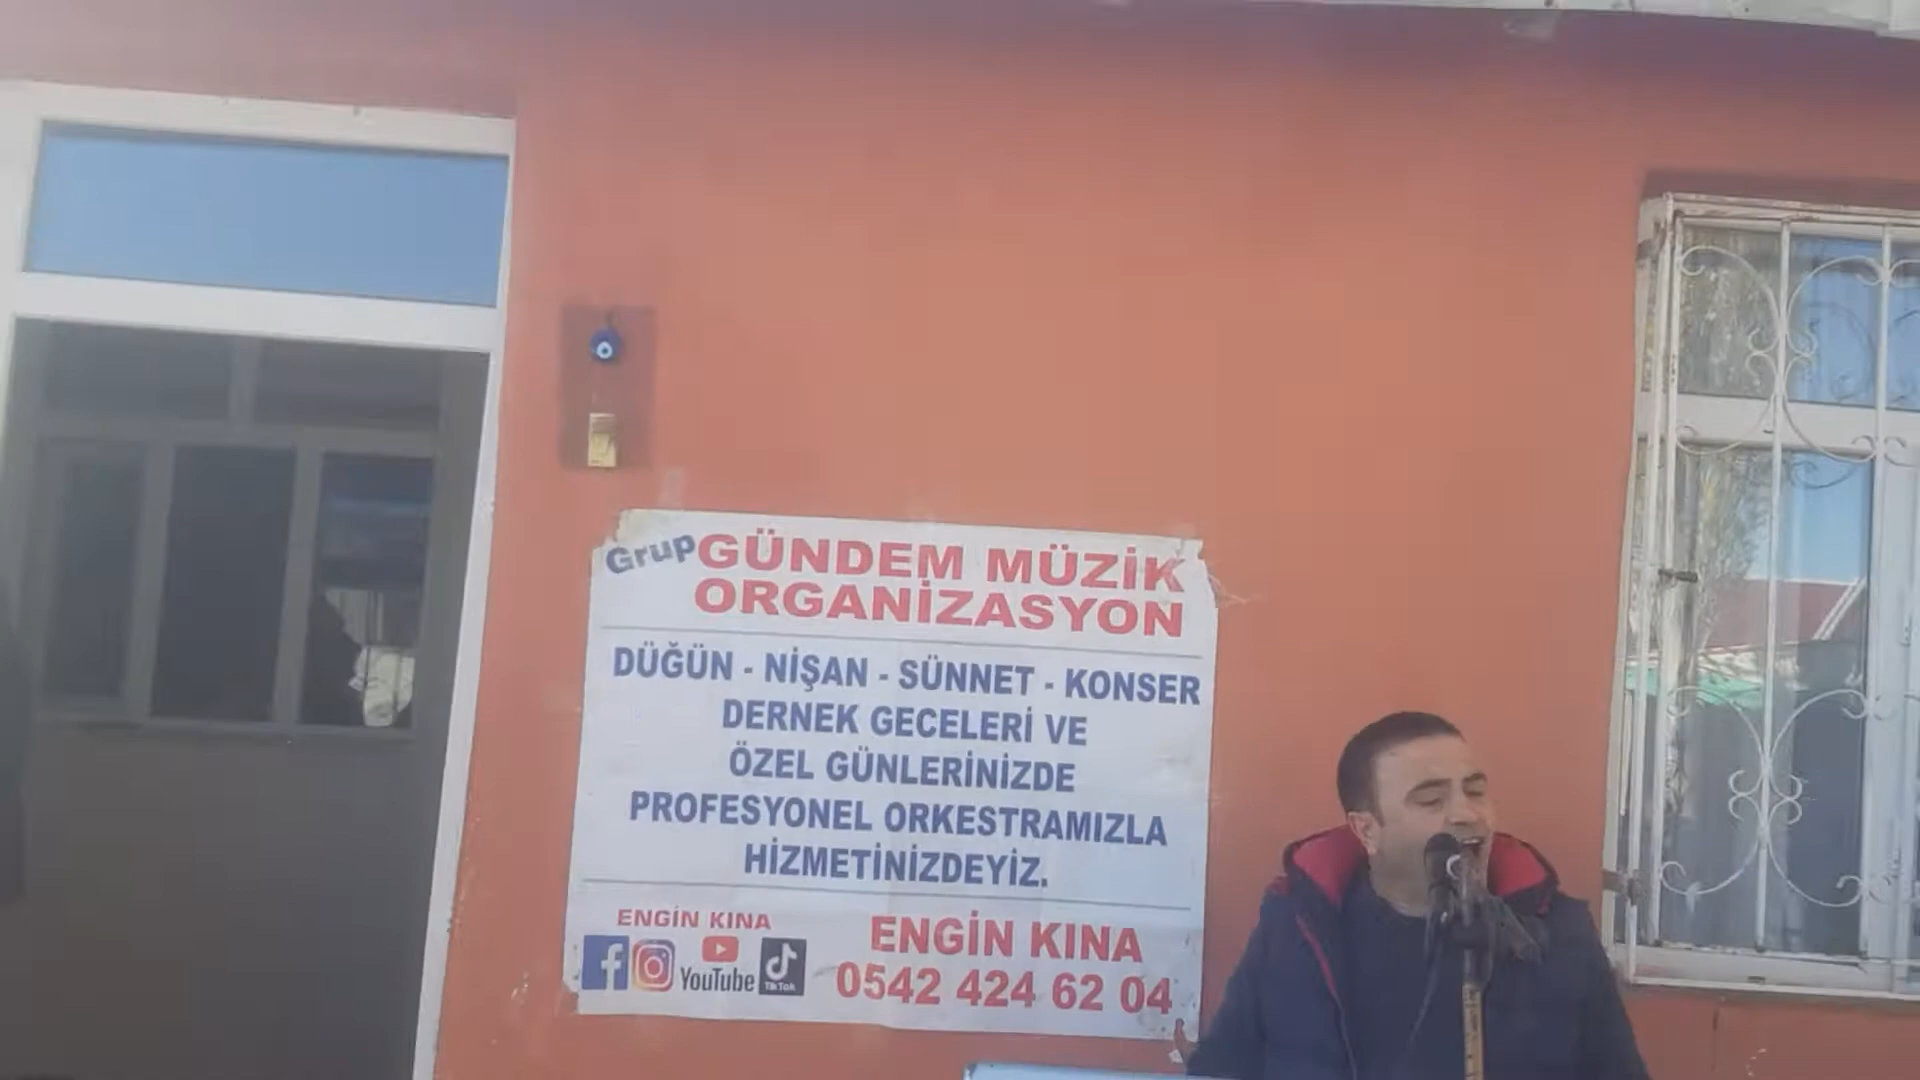 Grup GÜNDEM MÜZİK
ORGANİZASYON
DÜĞÜN - NİŞAN - SÜNNET - KONSER
DERNEK GECELERİ VE
ÖZEL GÜNLERİNİZDE
PROFESYONEL ORKESTRAMIZLA
HİZMETİNİZDEYİZ.
ENGİN KINA
YouTube
TikTok
ENGİN KINA
0542 424 62 04